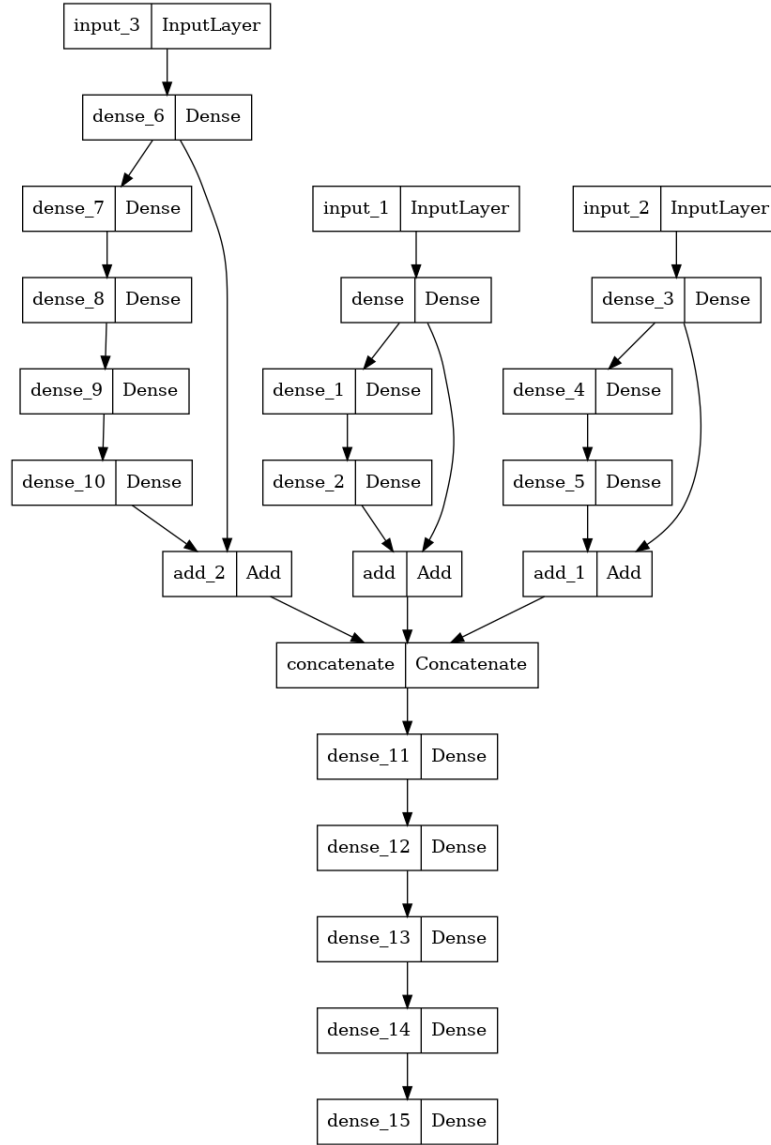 input_3 InputLayer
dense_6 Dense
dense_7 Dense
input_1 InputLayer
input_2 InputLayer
dense_8 Dense
dense Dense
dense_3 Dense
dense_9 Dense
dense_1 Dense
dense_4 Dense
dense_10 Dense
dense_2 Dense
dense_5 Dense
add_2 Add
add Add
add_1 Add
concatenate Concatenate
dense_11 Dense
dense_12 Dense
dense_13 Dense
dense_14 Dense
dense_15 Dense